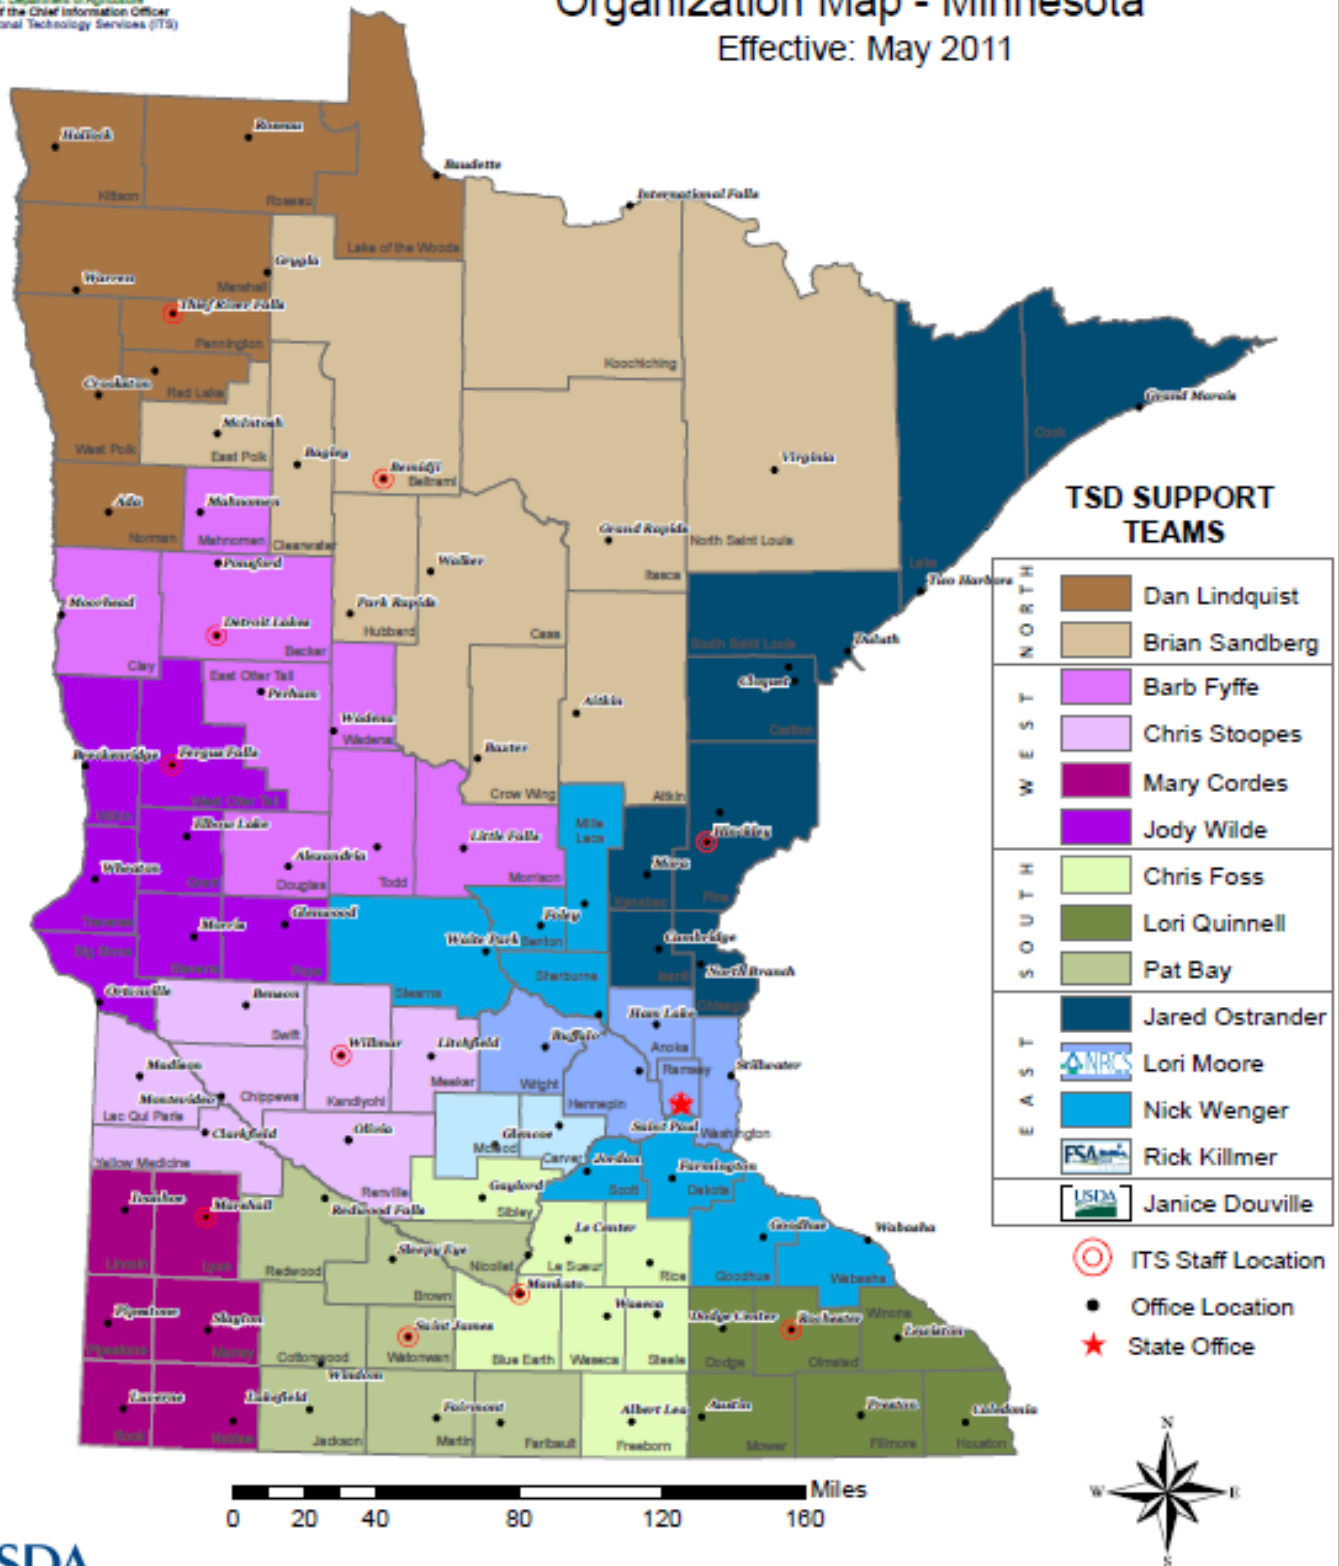 of the Chief Information Officer
onal Technology Services (ITS)
Organization Map - Minnesota
Effective: May 2011
Hallock
Roseau
Baudette
International Falls
Kittson
Roseau
Lake of the Woods
Grygla
Warren
Marshall
Thief River Falls
Pennington
Koochiching
Crookston
Red Lake
Grand Marais
McIntosh
Cook
West Polk
East Polk
Bagley
Bemidji
Beltrami
Virginia
Ada
Mahnomen
Norman
Mahnomen
Clearwater
Grand Rapids
North Saint Louis
Ponsford
Walker
Itasca
Lake
Two Harbors
Moorhead
Park Rapids
Detroit Lakes
Hubbard
Cass
Becker
South Saint Louis
Duluth
Clay
East Otter Tail
Perham
Cloquet
Wadena
Aitkin
Wadena
Carlton
Breckenridge
Fergus Falls
Baxter
West Otter Tail
Crow Wing
Aitkin
Wilkin
Elbow Lake
Mille
Lacs
Little Falls
Hinckley
Alexandria
Wheaton
Grant
Douglas
Todd
Morrison
Mora
Kanabec
Pine
Traverse
Glenwood
Morris
Foley
Waite Park
Benton
Cambridge
Big Stone
Stevens
Pope
Sherburne
Isanti
North Branch
Ortonville
Benson
Stearns
Chisago
Swift
Ham Lake
Willmar
Litchfield
Buffalo
Anoka
Madison
Meeker
Wright
Ramsey
Stillwater
Montevideo
Chippewa
Kandiyohi
Hennepin
Lac Qui Parle
Clarkfield
Olivia
Glencoe
Saint Paul
Washington
Mcleod
Carver
Yellow Medicine
Jordan
Farmington
Renville
Scott
Dakota
Ivanhoe
Marshall
Redwood Falls
Gaylord
Sibley
Le Center
Goodhue
Wabasha
Sleepy Eye
Lincoln
Lyon
Redwood
Nicollet
Le Sueur
Rice
Goodhue
Wabasha
Brown
Mankato
Pipestone
Slayton
Saint James
Waseca
Dodge Center
Rochester
Winona
Lewiston
Pipestone
Murray
Cottonwood
Watonwan
Blue Earth
Waseca
Steele
Dodge
Olmsted
Windom
Luverne
Lakefield
Fairmont
Albert Lea
Austin
Preston
Caledonia
Rock
Nobles
Jackson
Martin
Faribault
Freeborn
Mower
Fillmore
Houston
TSD SUPPORT
TEAMS
NORTH
Dan Lindquist
Brian Sandberg
WEST
Barb Fyffe
Chris Stoopes
Mary Cordes
Jody Wilde
SOUTH
Chris Foss
Lori Quinnell
Pat Bay
EAST
Jared Ostrander
NRCS Lori Moore
Nick Wenger
FSA Rick Killmer
USDA Janice Douville
ITS Staff Location
Office Location
State Office
Miles
0 20 40 80 120 160
N
W E
S
USDA